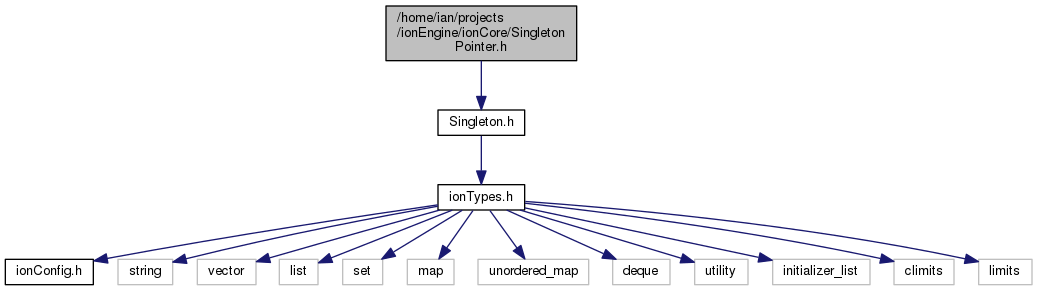 /home/ian/projects
/ionEngine/ionCore/Singleton
Pointer.h
Singleton.h
ionTypes.h
ionConfig.h
string
vector
list
set
map
unordered_map
deque
utility
initializer_list
climits
limits